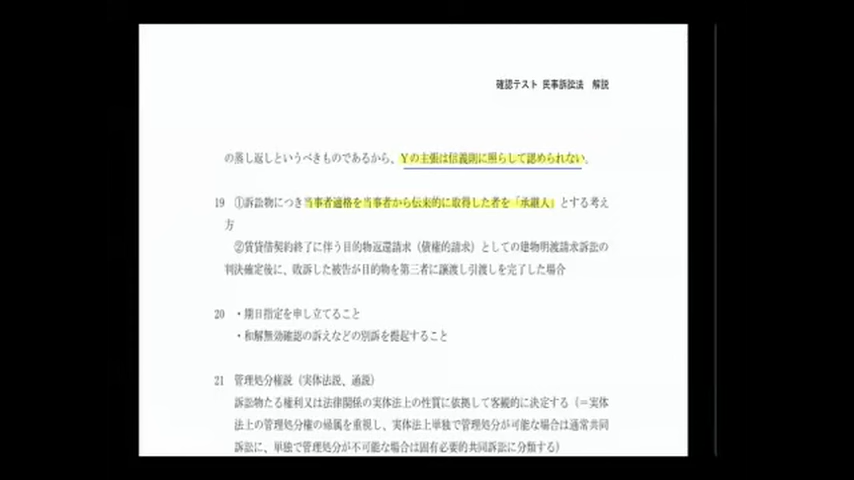 確認テスト 民事訴訟法　解説
の蒸し返しというべきものであるから、Yの主張は信義則に照らして認められない。
19　①訴訟物につき当事者適格を当事者から伝来的に取得した者を「承継人」とする考え
方
②賃貸借契約終了に伴う目的物返還請求（債権的請求）としての建物明渡請求訴訟の
判決確定後に、敗訴した被告が目的物を第三者に譲渡し引渡しを完了した場合
20　・期日指定を申し立てること
・和解無効確認の訴えなどの別訴を提起すること
21　管理処分権説（実体法説、通説）
訴訟物たる権利又は法律関係の実体法上の性質に依拠して客観的に決定する（＝実体
法上の管理処分権の帰属を重視し、実体法上単独で管理処分が可能な場合は通常共同
訴訟に、単独で管理処分が不可能な場合は固有必要的共同訴訟に分類する）